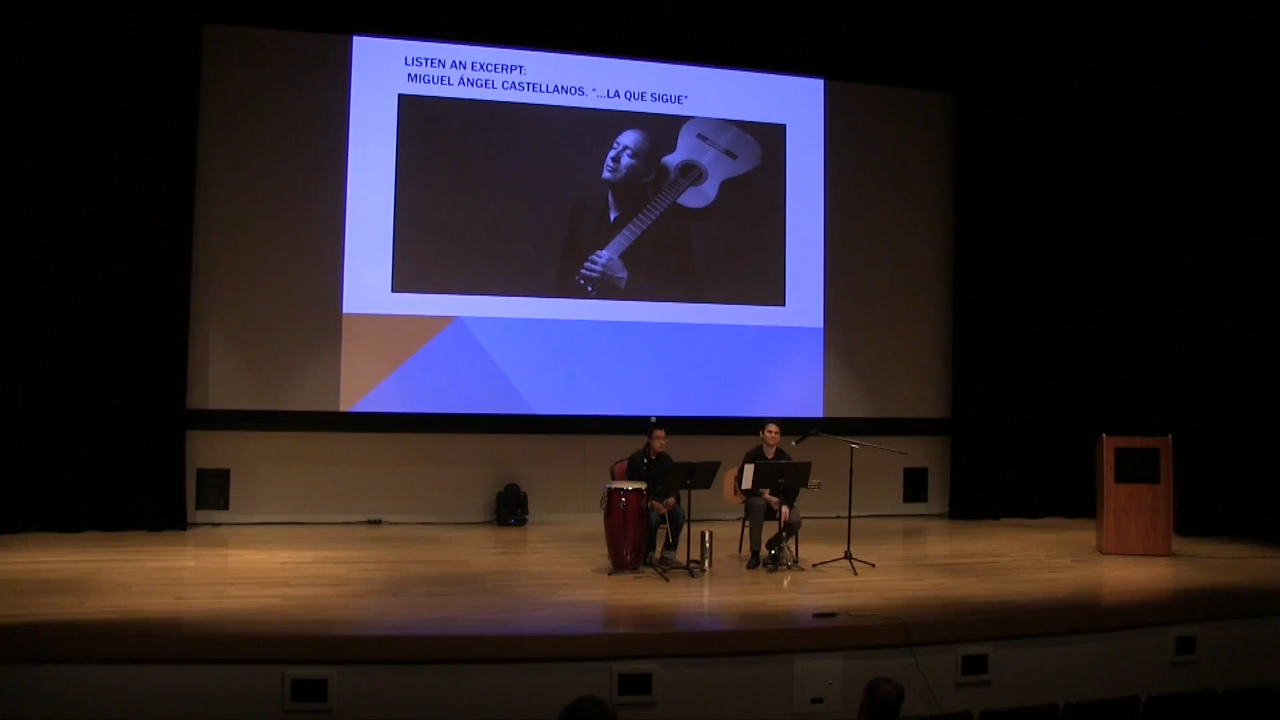 LISTEN AN EXCERPT:
MIGUEL ÁNGEL CASTELLANOS. "...LA QUE SIGUE"